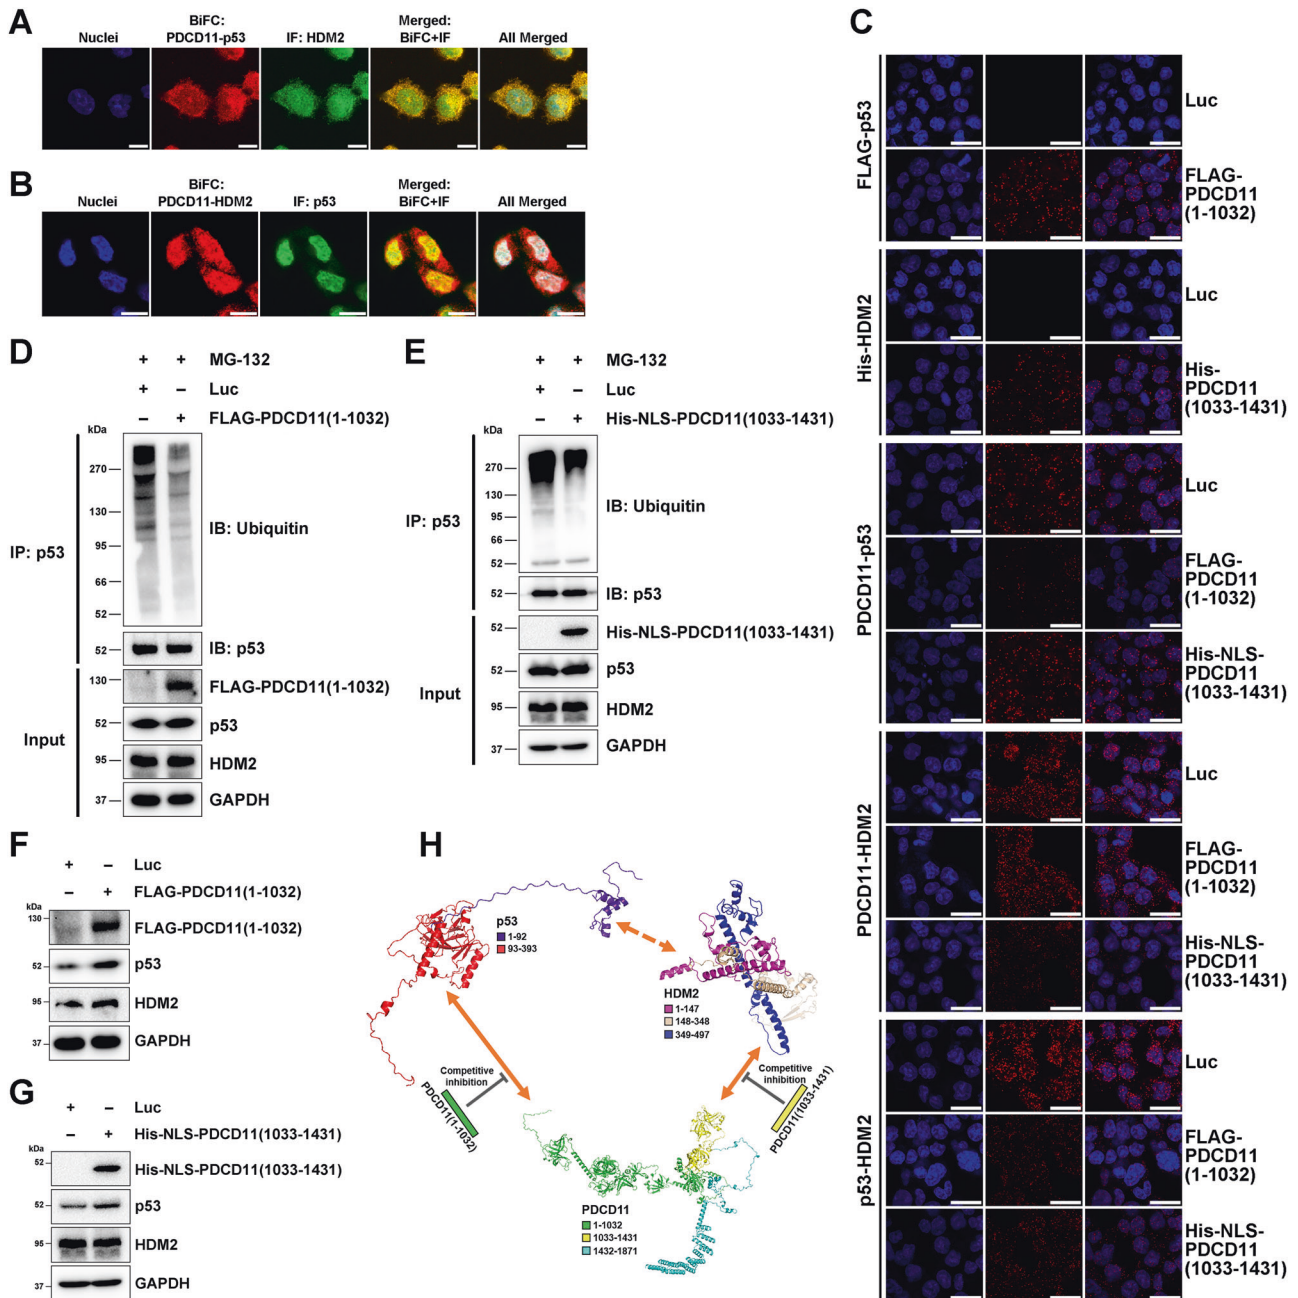 A
Nuclei
BiFC:
PDCD11-p53
IF: HDM2
Merged:
BiFC+IF
All Merged
B
Nuclei
BiFC:
PDCD11-HDM2
IF: p53
Merged:
BiFC+IF
All Merged
C
FLAG-p53
Luc
FLAG-
PDCD11
(1-1032)
His-HDM2
Luc
His-
PDCD11
(1033-1431)
PDCD11-p53
Luc
FLAG-
PDCD11
(1-1032)
His-NLS-
PDCD11
(1033-1431)
PDCD11-HDM2
Luc
FLAG-
PDCD11
(1-1032)
His-NLS-
PDCD11
(1033-1431)
p53-HDM2
Luc
FLAG-
PDCD11
(1-1032)
His-NLS-
PDCD11
(1033-1431)
D
+ + MG-132
+ − Luc
− + FLAG-PDCD11(1-1032)
kDa
270
130
95
66
52
IB: Ubiquitin
IP: p53
52 IB: p53
130 FLAG-PDCD11(1-1032)
52 p53
Input
95 HDM2
37 GAPDH
E
+ + MG-132
+ − Luc
− + His-NLS-PDCD11(1033-1431)
kDa
270
130
95
66
52
IB: Ubiquitin
IP: p53
52 IB: p53
52 His-NLS-PDCD11(1033-1431)
52 p53
Input
95 HDM2
37 GAPDH
F
+ − Luc
− + FLAG-PDCD11(1-1032)
kDa
130 FLAG-PDCD11(1-1032)
52 p53
95 HDM2
37 GAPDH
G
+ − Luc
− + His-NLS-PDCD11(1033-1431)
kDa
52 His-NLS-PDCD11(1033-1431)
52 p53
95 HDM2
37 GAPDH
H
p53
1-92
93-393
HDM2
1-147
148-348
349-497
Competitive
inhibition
PDCD11(1-1032)
Competitive
inhibition
PDCD11(1033-1431)
PDCD11
1-1032
1033-1431
1432-1871